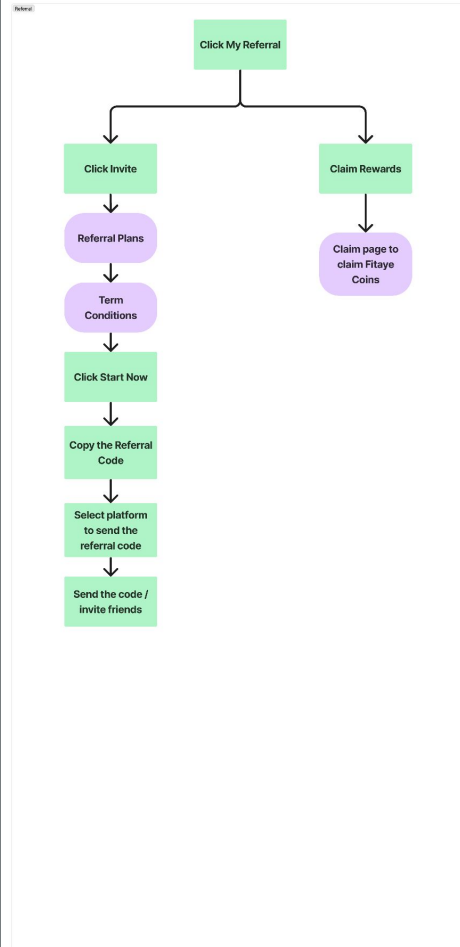 Referral
Click My Referral
Click Invite
Claim Rewards
Referral Plans
Claim page to
claim Fitaye
Coins
Term
Conditions
Click Start Now
Copy the Referral
Code
Select platform
to send the
referral code
Send the code /
invite friends